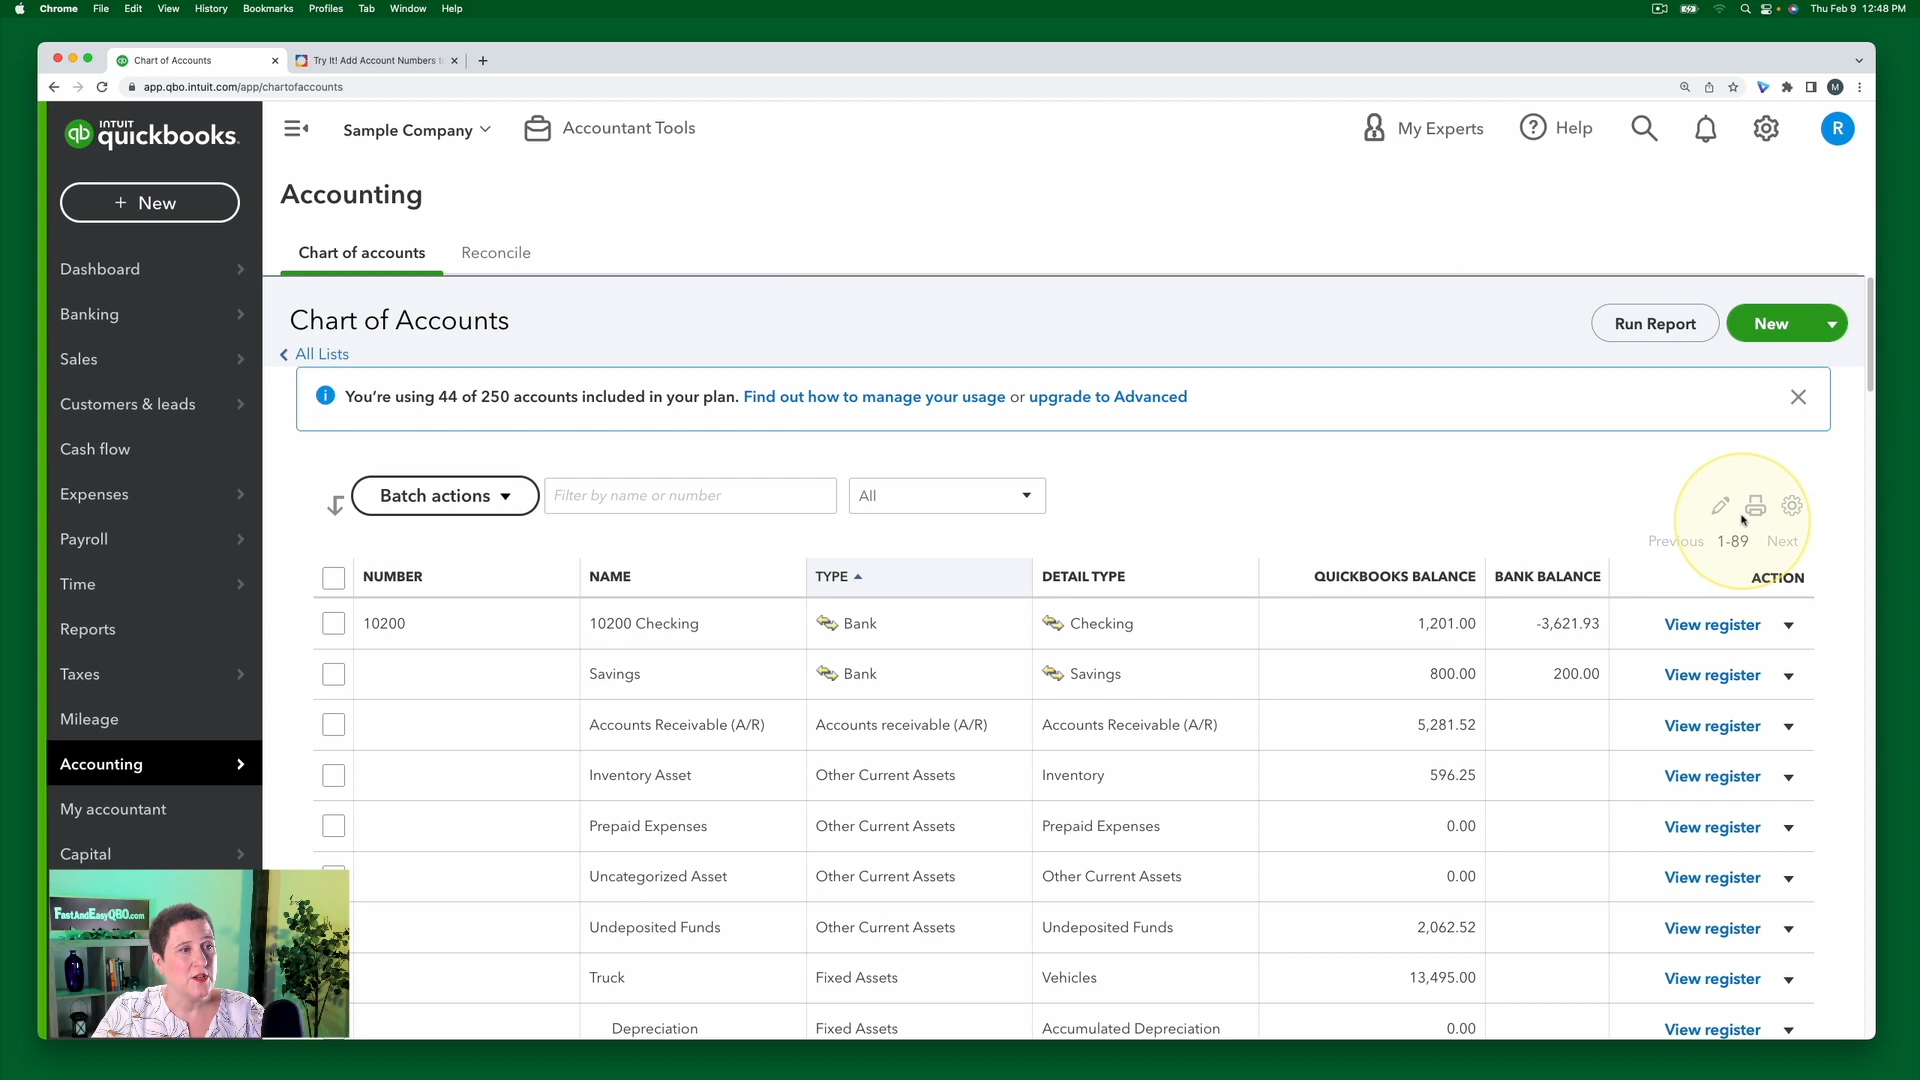 Chrome File Edit View History Bookmarks Profiles Tab Window Help Thu Feb 9 12:48 PM
Chart of Accounts Try It! Add Account Numbers
app.qbo.intuit.com/app/chartofaccounts M
INTUIT
qb quickbooks.
Sample Company Accountant Tools My Experts Help R
+ New
Accounting
Chart of accounts Reconcile
Dashboard
Banking
Sales
Customers & leads
Cash flow
Expenses
Payroll
Time
Reports
Taxes
Mileage
Accounting
My accountant
Capital
Chart of Accounts
Run Report New
All Lists
You're using 44 of 250 accounts included in your plan. Find out how to manage your usage or upgrade to Advanced
Batch actions Filter by name or number All
Previous 1-89 Next
NUMBER NAME TYPE DETAIL TYPE QUICKBOOKS BALANCE BANK BALANCE ACTION
10200 10200 Checking Bank Checking 1,201.00 -3,621.93 View register
Savings Bank Savings 800.00 200.00 View register
Accounts Receivable (A/R) Accounts receivable (A/R) Accounts Receivable (A/R) 5,281.52 View register
Inventory Asset Other Current Assets Inventory 596.25 View register
Prepaid Expenses Other Current Assets Prepaid Expenses 0.00 View register
Uncategorized Asset Other Current Assets Other Current Assets 0.00 View register
Undeposited Funds Other Current Assets Undeposited Funds 2,062.52 View register
Truck Fixed Assets Vehicles 13,495.00 View register
Depreciation Fixed Assets Accumulated Depreciation 0.00 View register
FastAndEasyQBO.com